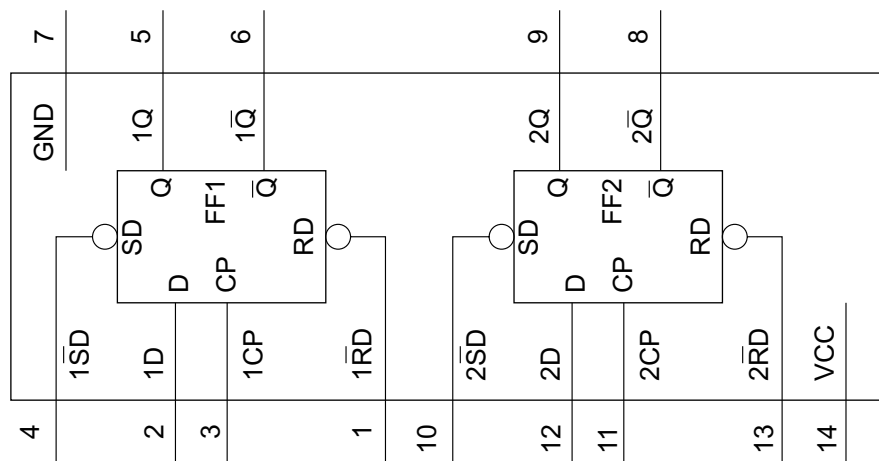 7
5
6
9
8
GND
1Q
1Q̅
2Q
2Q̅
Q
FF1
Q̅
SD
RD
D
CP
Q
FF2
Q̅
SD
RD
D
CP
1S̅D
1D
1CP
1R̅D
2S̅D
2D
2CP
2R̅D
VCC
4
2
3
1
10
12
11
13
14